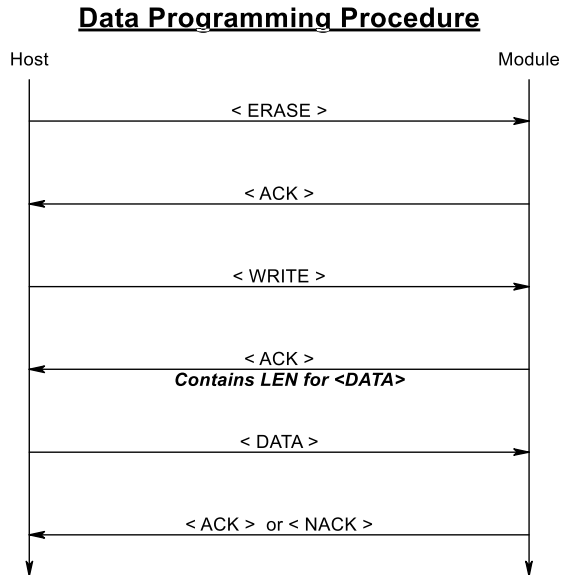 Data Programming Procedure
Host Module
< ERASE >
< ACK >
< WRITE >
< ACK >
Contains LEN for <DATA>
< DATA >
< ACK > or < NACK >